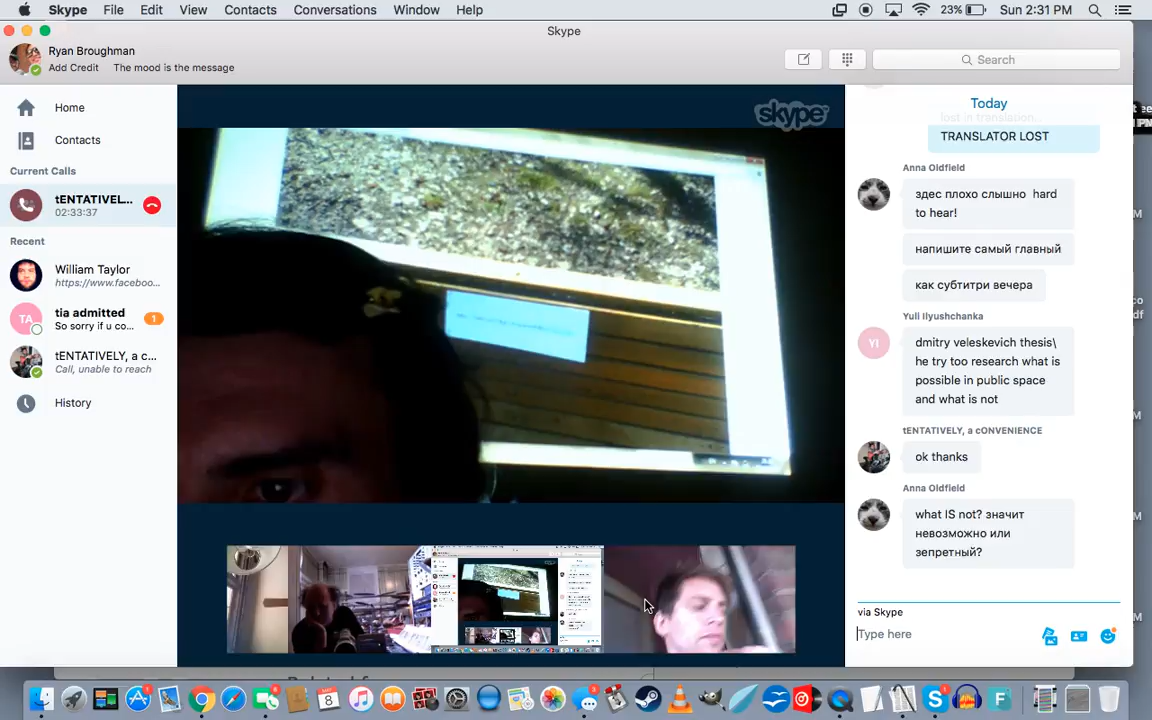 Skype File Edit View Contacts Conversations Window Help 23% Sun 2:31 PM
Skype
Ryan Broughman
Add Credit The mood is the message
Search
Home
Contacts
Current Calls
tENTATIVEL...
02:33:37
Recent
William Taylor
https://www.faceboo...
tia admitted
So sorry if u co...
1
tENTATIVELY, a c...
Call, unable to reach
History
skype
Today
lost in translation..
TRANSLATOR LOST
Anna Oldfield
здес плохо слышно hard
to hear!
напишите самый главный
как субтитри вечера
Yuli Ilyushchanka
YI
dmitry veleskevich thesis\
he try too research what is
possible in public space
and what is not
tENTATIVELY, a cONVENIENCE
ok thanks
Anna Oldfield
what IS not? значит
невозможно или
запретный?
via Skype
Type here